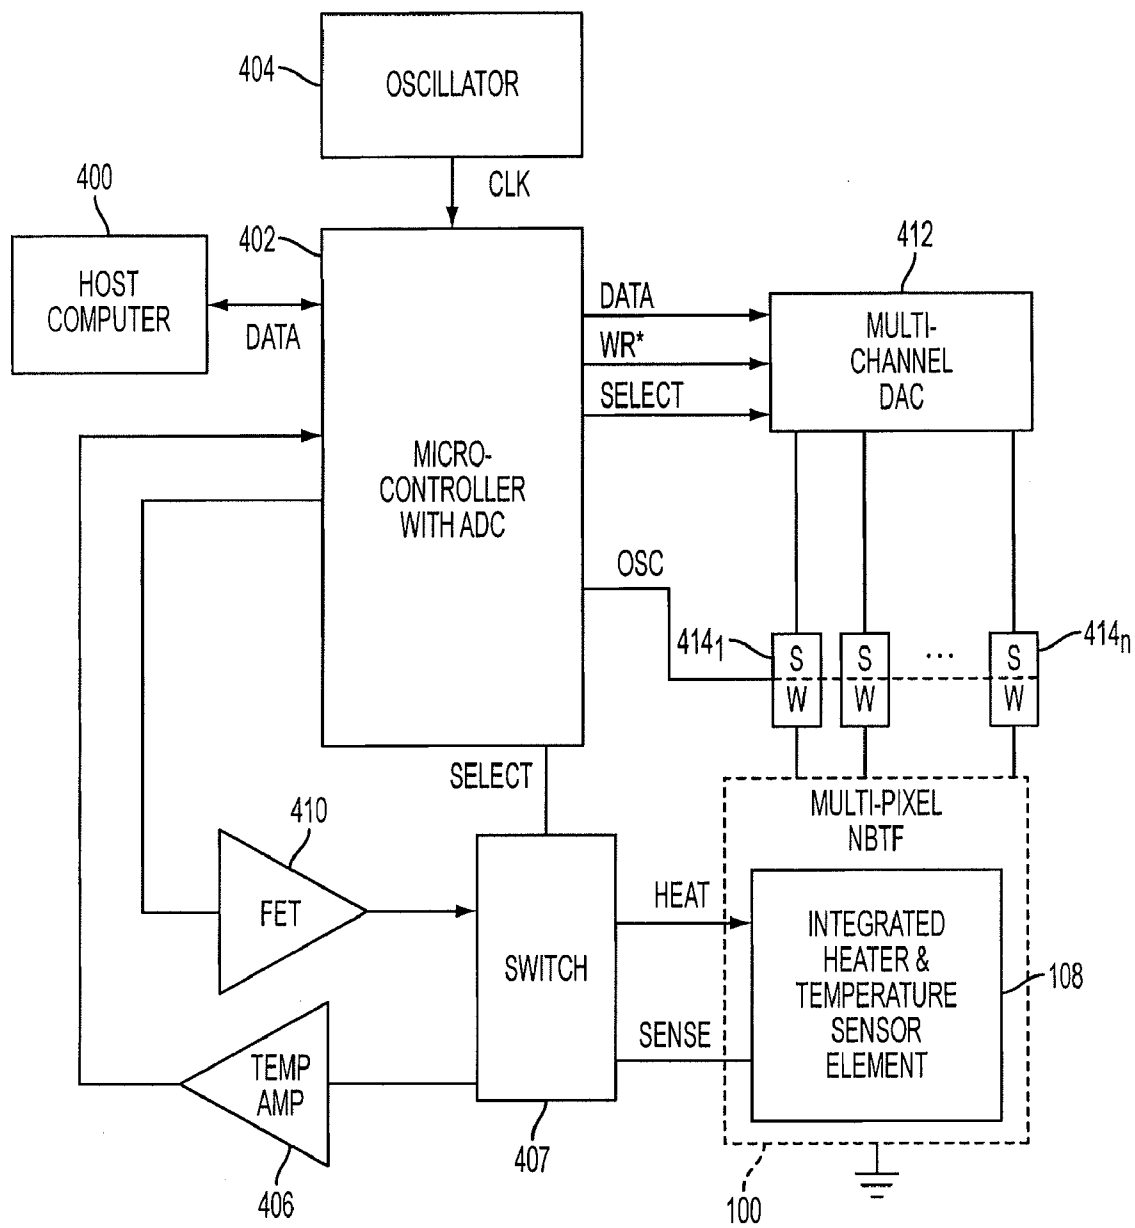 404
OSCILLATOR
CLK
400
HOST
COMPUTER
DATA
402
MICRO-
CONTROLLER
WITH ADC
DATA
WR*
SELECT
412
MULTI-
CHANNEL
DAC
OSC
414₁
S
W
S
W
...
S
W
414ₙ
SELECT
410
FET
TEMP
AMP
406
SWITCH
407
HEAT
SENSE
MULTI-PIXEL
NBTF
INTEGRATED
HEATER &
TEMPERATURE
SENSOR
ELEMENT
108
100